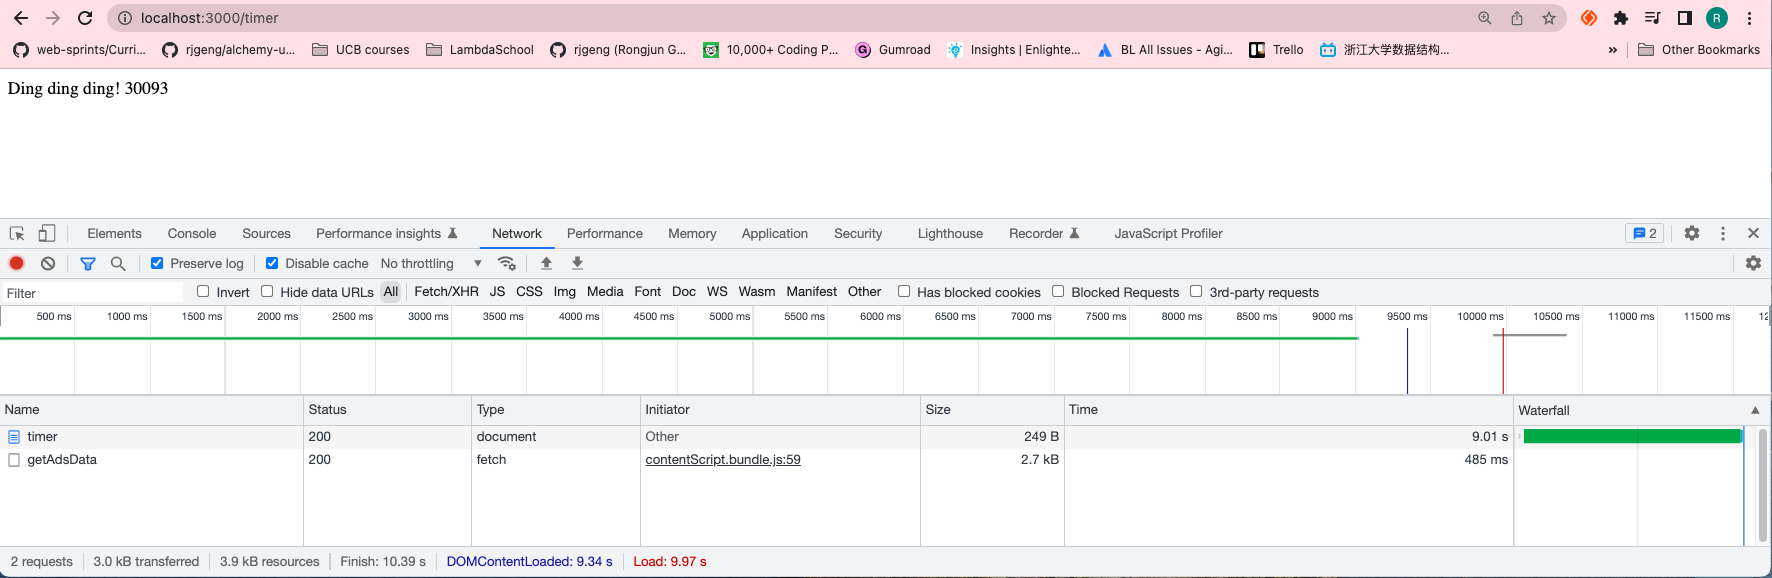 localhost:3000/timer
R
web-sprints/Curri... rjgeng/alchemy-u... UCB courses LambdaSchool rjgeng (Rongjun G... 10,000+ Coding P... Gumroad Insights | Enlighte... BL All Issues - Agi... Trello 浙江大学数据结构... » Other Bookmarks
Ding ding ding! 30093
Elements Console Sources Performance insights Network Performance Memory Application Security Lighthouse Recorder JavaScript Profiler 2
Preserve log Disable cache No throttling
Filter Invert Hide data URLs All Fetch/XHR JS CSS Img Media Font Doc WS Wasm Manifest Other Has blocked cookies Blocked Requests 3rd-party requests
500 ms 1000 ms 1500 ms 2000 ms 2500 ms 3000 ms 3500 ms 4000 ms 4500 ms 5000 ms 5500 ms 6000 ms 6500 ms 7000 ms 7500 ms 8000 ms 8500 ms 9000 ms 9500 ms 10000 ms 10500 ms 11000 ms 11500 ms
Name Status Type Initiator Size Time Waterfall
timer 200 document Other 249 B 9.01 s
getAdsData 200 fetch contentScript.bundle.js:59 2.7 kB 485 ms
2 requests 3.0 kB transferred 3.9 kB resources Finish: 10.39 s DOMContentLoaded: 9.34 s Load: 9.97 s